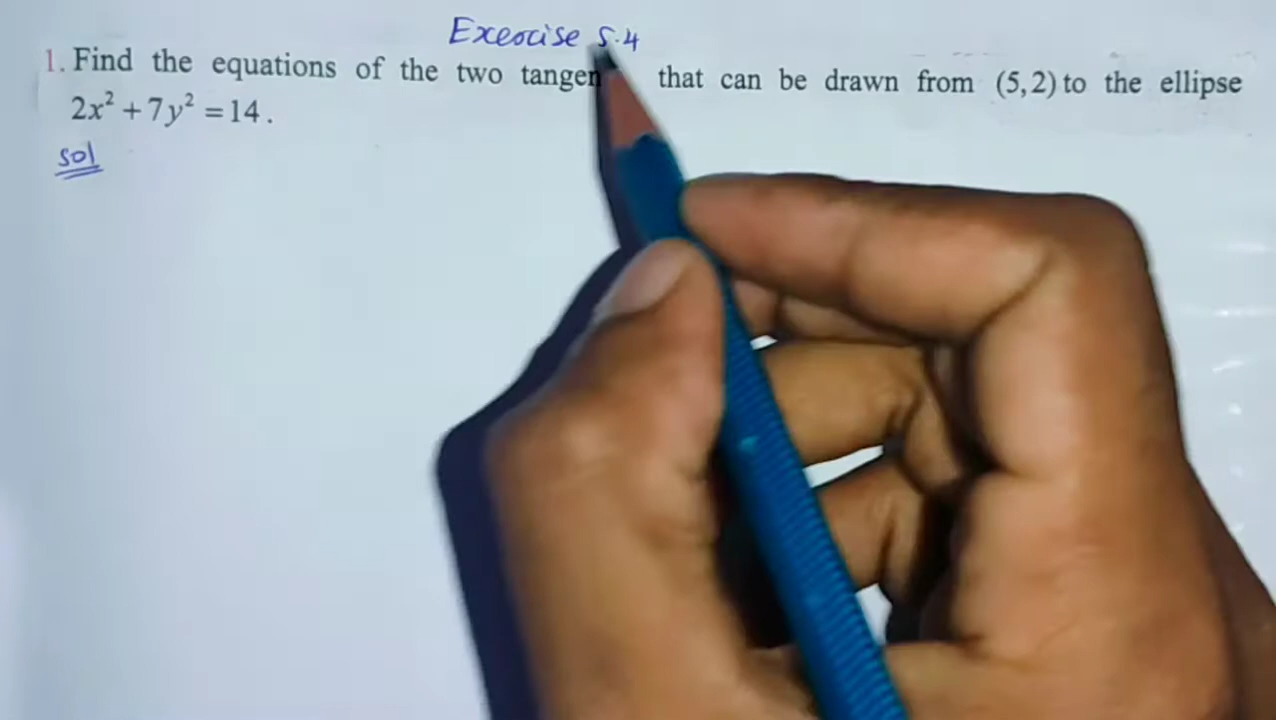 Exercise 5.4
1. Find the equations of the two tangen that can be drawn from (5,2) to the ellipse
2x² + 7y² = 14.
sol